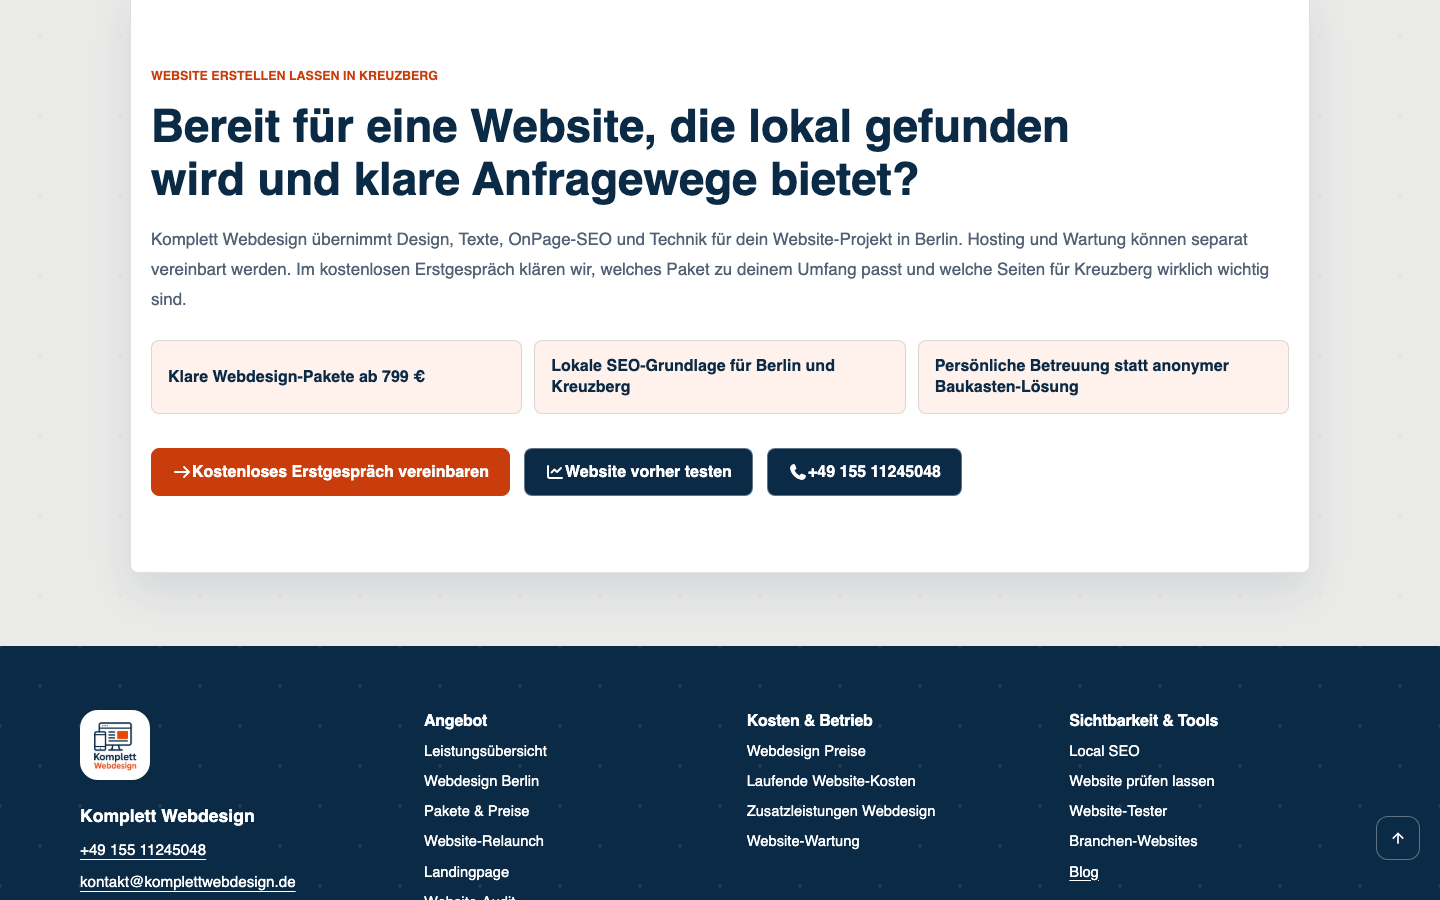 WEBSITE ERSTELLEN LASSEN IN KREUZBERG
Bereit für eine Website, die lokal gefunden
wird und klare Anfragewege bietet?
Komplett Webdesign übernimmt Design, Texte, OnPage-SEO und Technik für dein Website-Projekt in Berlin. Hosting und Wartung können separat
vereinbart werden. Im kostenlosen Erstgespräch klären wir, welches Paket zu deinem Umfang passt und welche Seiten für Kreuzberg wirklich wichtig
sind.
Klare Webdesign-Pakete ab 799 €
Lokale SEO-Grundlage für Berlin und
Kreuzberg
Persönliche Betreuung statt anonymer
Baukasten-Lösung
Kostenloses Erstgespräch vereinbaren
Website vorher testen
+49 155 11245048
Komplett
Webdesign
Komplett Webdesign
+49 155 11245048
kontakt@komplettwebdesign.de
Angebot
Leistungsübersicht
Webdesign Berlin
Pakete & Preise
Website-Relaunch
Landingpage
Website-Audit
Kosten & Betrieb
Webdesign Preise
Laufende Website-Kosten
Zusatzleistungen Webdesign
Website-Wartung
Sichtbarkeit & Tools
Local SEO
Website prüfen lassen
Website-Tester
Branchen-Websites
Blog